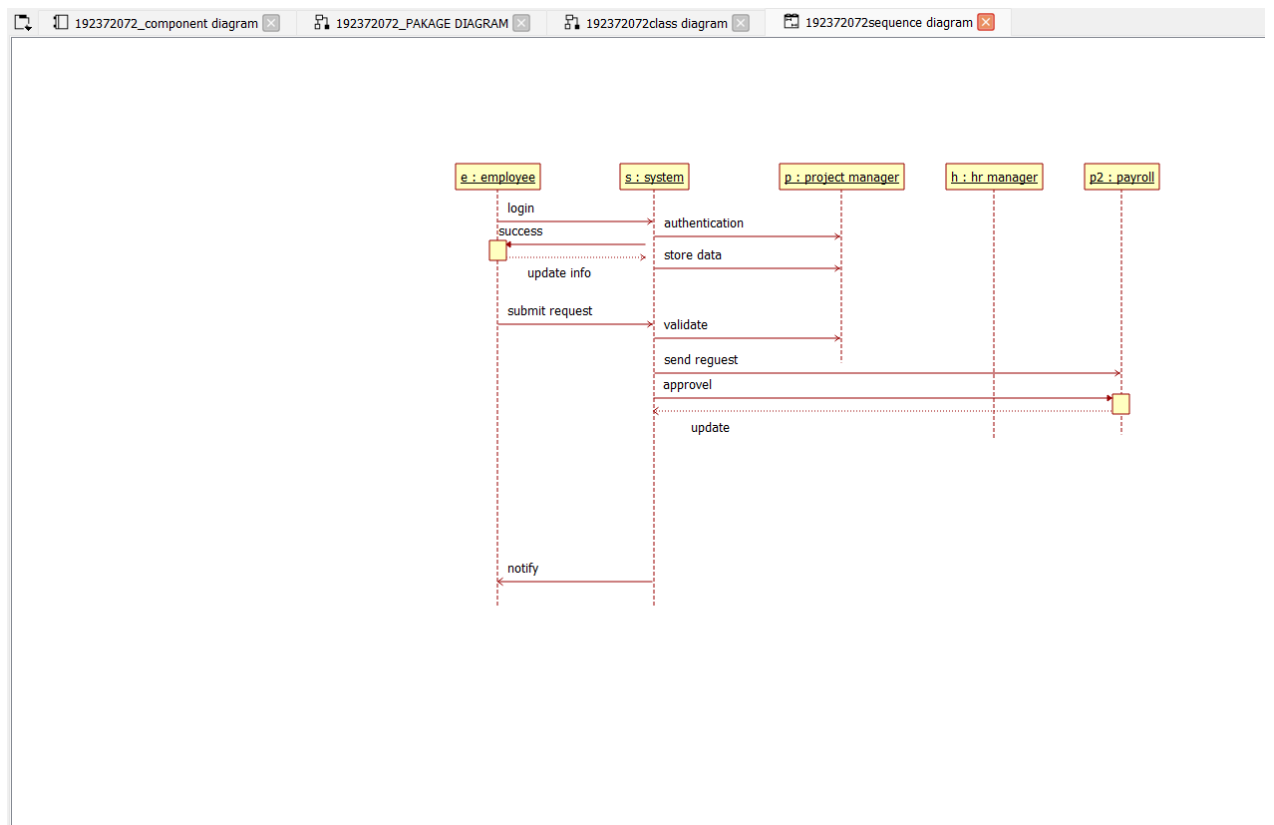 192372072_component diagram
192372072_PAKAGE DIAGRAM
192372072class diagram
192372072sequence diagram
e : employee
s : system
p : project manager
h : hr manager
p2 : payroll
login
authentication
success
store data
update info
submit request
validate
send reguest
approvel
update
notify